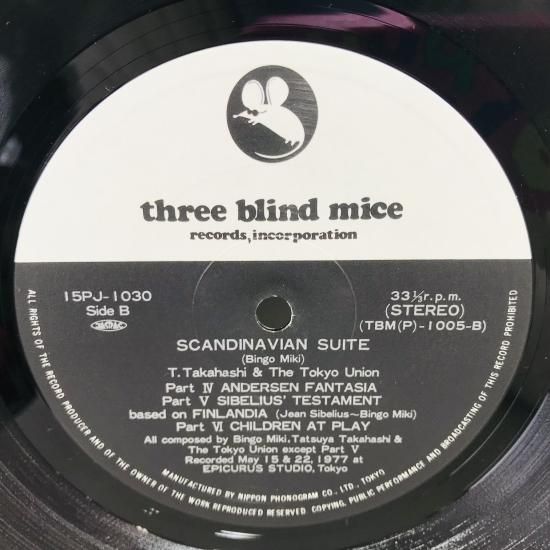 three blind mice
records, incorporation
15PJ-1030
Side B
33⅓r.p.m.
(STEREO)
(TBM(P)-1005-B)
SCANDINAVIAN SUITE
(Bingo Miki)
T. Takahashi & The Tokyo Union
Part Ⅳ ANDERSEN FANTASIA
Part Ⅴ SIBELIUS' TESTAMENT
based on FINLANDIA (Jean Sibelius~Bingo Miki)
Part Ⅵ CHILDREN AT PLAY
All composed by Bingo Miki, Tatsuya Takahashi &
The Tokyo Union except Part Ⅴ
Recorded May 15 & 22, 1977 at
EPICURUS STUDIO, Tokyo
MANUFACTURED BY NIPPON PHONOGRAM CO., LTD., TOKYO
ALL RIGHTS OF THE RECORD PRODUCER AND OF THE OWNER OF THE WORK REPRODUCED RESERVED. COPYING, PUBLIC PERFORMANCE AND BROADCASTING OF THIS RECORD PROHIBITED